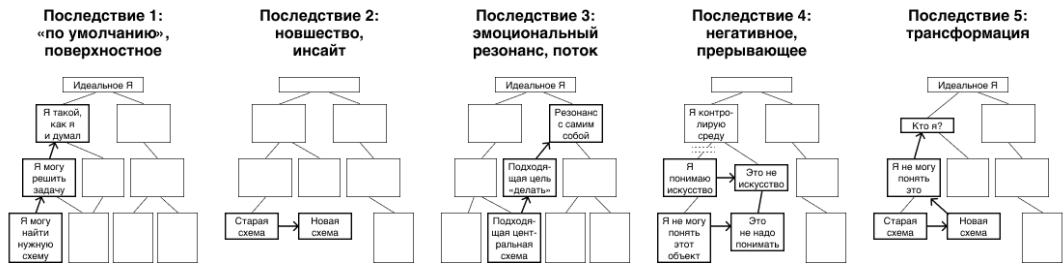 Последствие 1:
«по умолчанию»,
поверхностное
Идеальное Я
Я такой,
как я
и думал
Я могу
решить
задачу
Я могу
найти
нужную
схему
Последствие 2:
новшество,
инсайт
Старая
схема
Новая
схема
Последствие 3:
эмоциональный
резонанс, поток
Идеальное Я
Резонанс
с самим
собой
Подходя-
щая цель
«делать»
Подходя-
щая цент-
ральная
схема
Последствие 4:
негативное,
прерывающее
Я контро-
лирую
среду
Я
понимаю
искусство
Это не
искусство
Я не могу
понять
этот
объект
Это
не надо
понимать
Последствие 5:
трансформация
Идеальное Я
Кто я?
Я не могу
понять
это
Старая
схема
Новая
схема